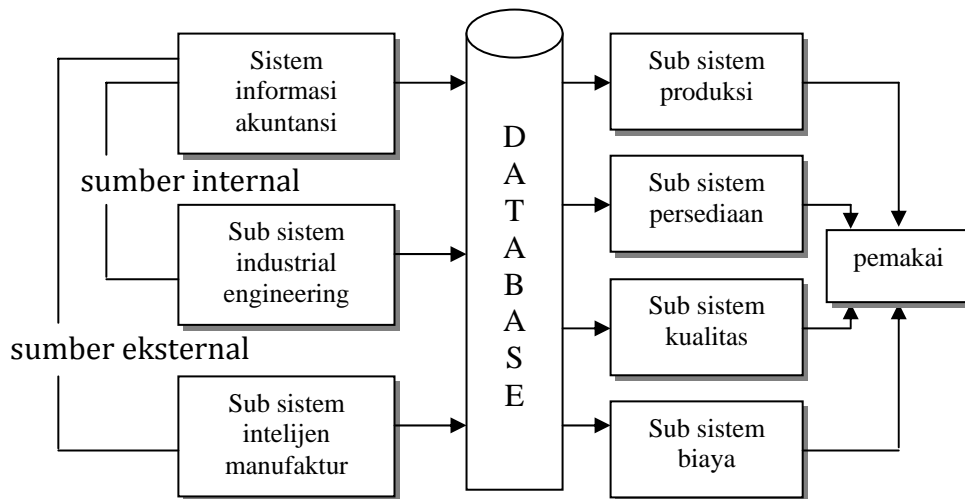 Sistem
informasi
akuntansi
sumber internal
Sub sistem
industrial
engineering
sumber eksternal
Sub sistem
intelijen
manufaktur
D
A
T
A
B
A
S
E
Sub sistem
produksi
Sub sistem
persediaan
Sub sistem
kualitas
Sub sistem
biaya
pemakai